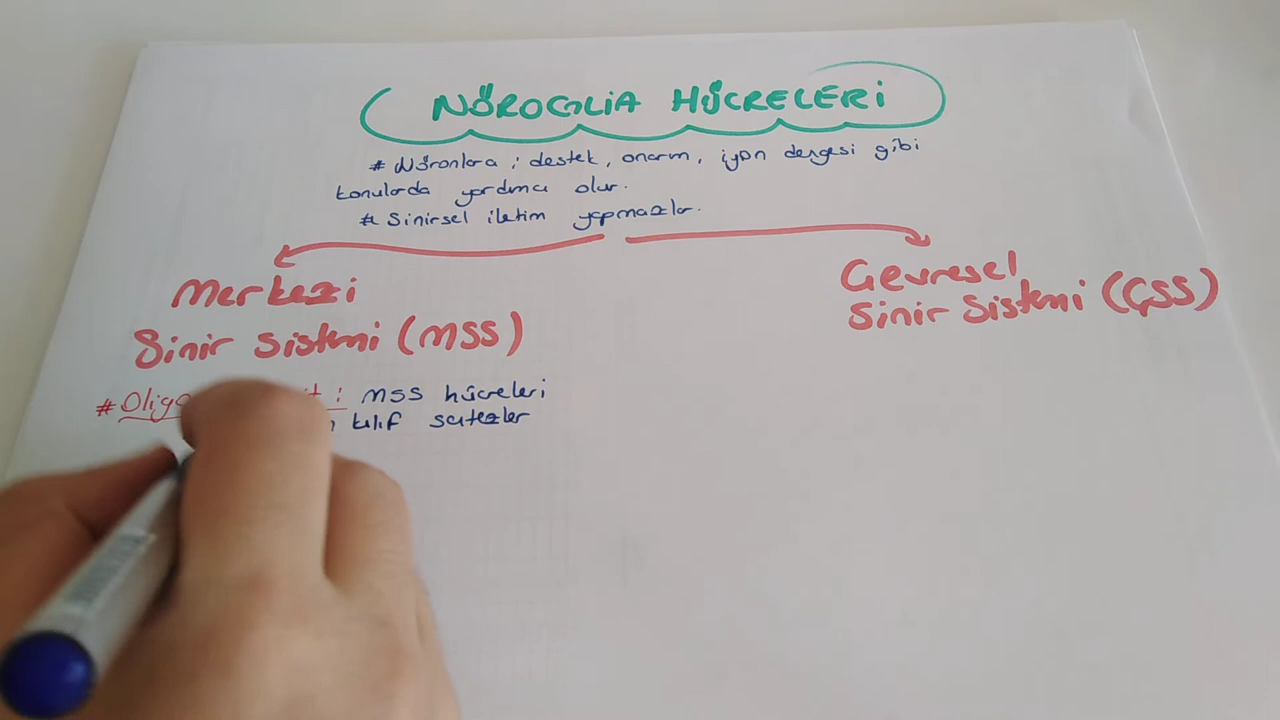 NÖROGLİA HÜCRELERİ
# Nöronlara ; destek, onarım, iyon dengesi gibi
konularda yardımcı olur.
# Sinirsel iletim yapmazlar.
Merkezi
Sinir Sistemi (MSS)
Çevresel
Sinir Sistemi (ÇSS)
# : MSS hücreleri
kılıf sentezler